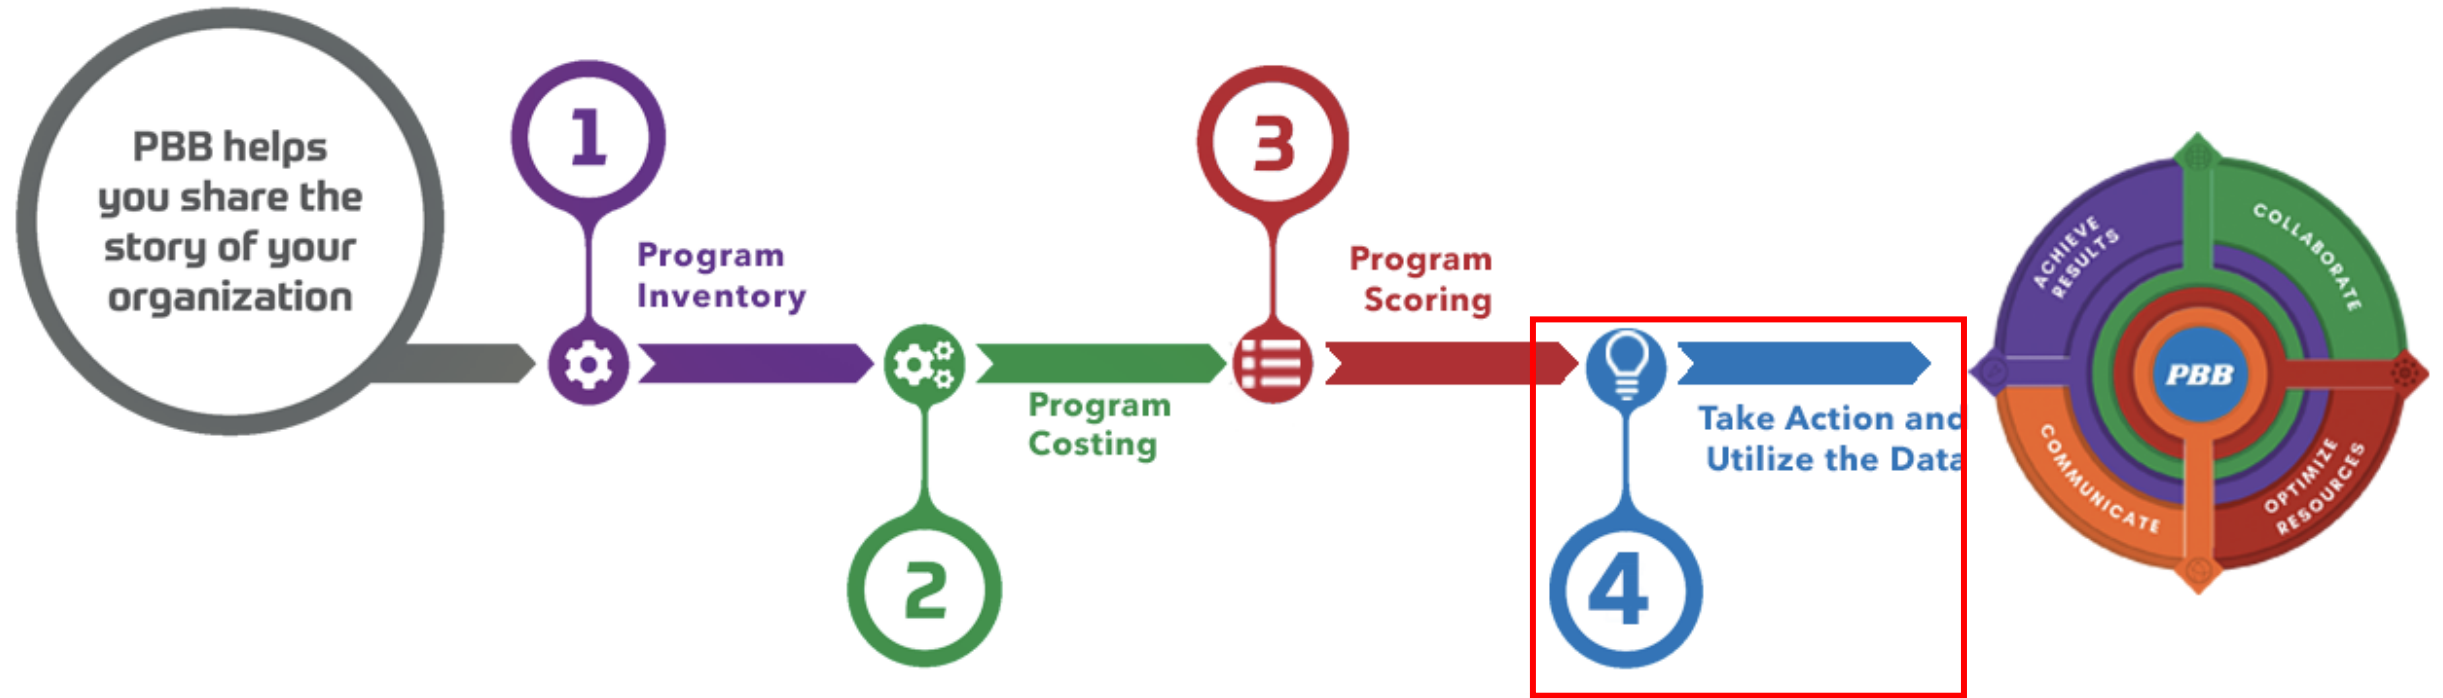 PBB helps
you share the
story of your
organization
1
Program
Inventory
2
Program
Costing
3
Program
Scoring
4
Take Action and
Utilize the Data
ACHIEVE
RESULTS
COLLABORATE
PBB
COMMUNICATE
OPTIMIZE
RESOURCES